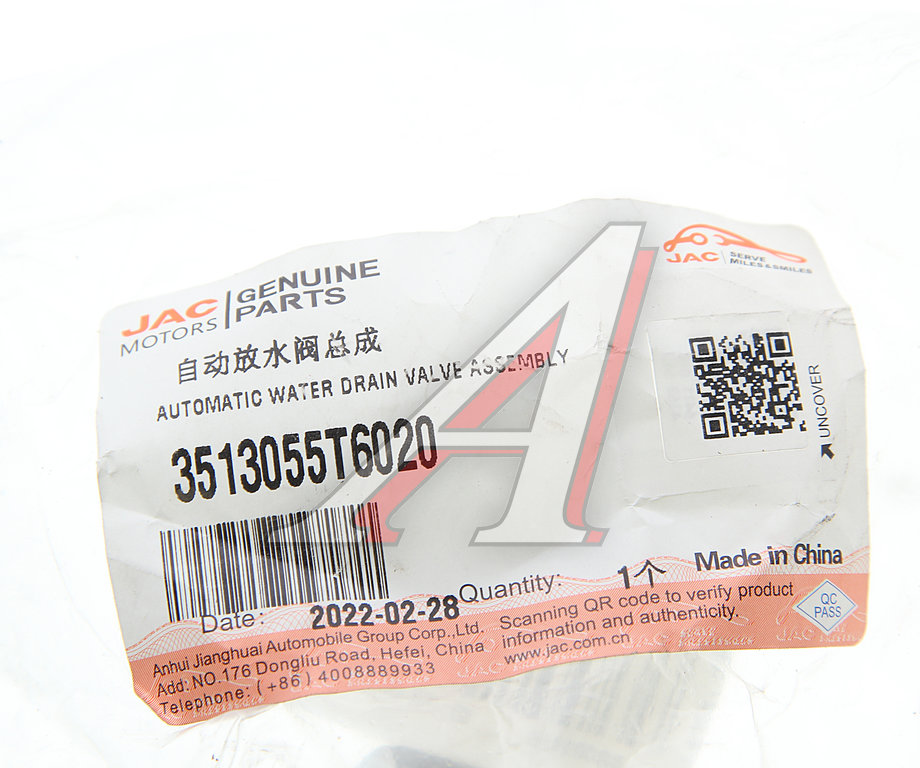 JAC MOTORS GENUINE PARTS
JAC SERVE MILES & SMILES
自动放水阀总成
AUTOMATIC WATER DRAIN VALVE ASSEMBLY
3513055T6020
UNCOVER
Made in China
Date: 2022-02-28
Quantity: 1个
QC PASS
Anhui Jianghuai Automobile Group Corp.,Ltd.
Add: NO.176 Dongliu Road, Hefei, China
Telephone: (+86) 4008889933
Scanning QR code to verify product
information and authenticity.
www.jac.com.cn